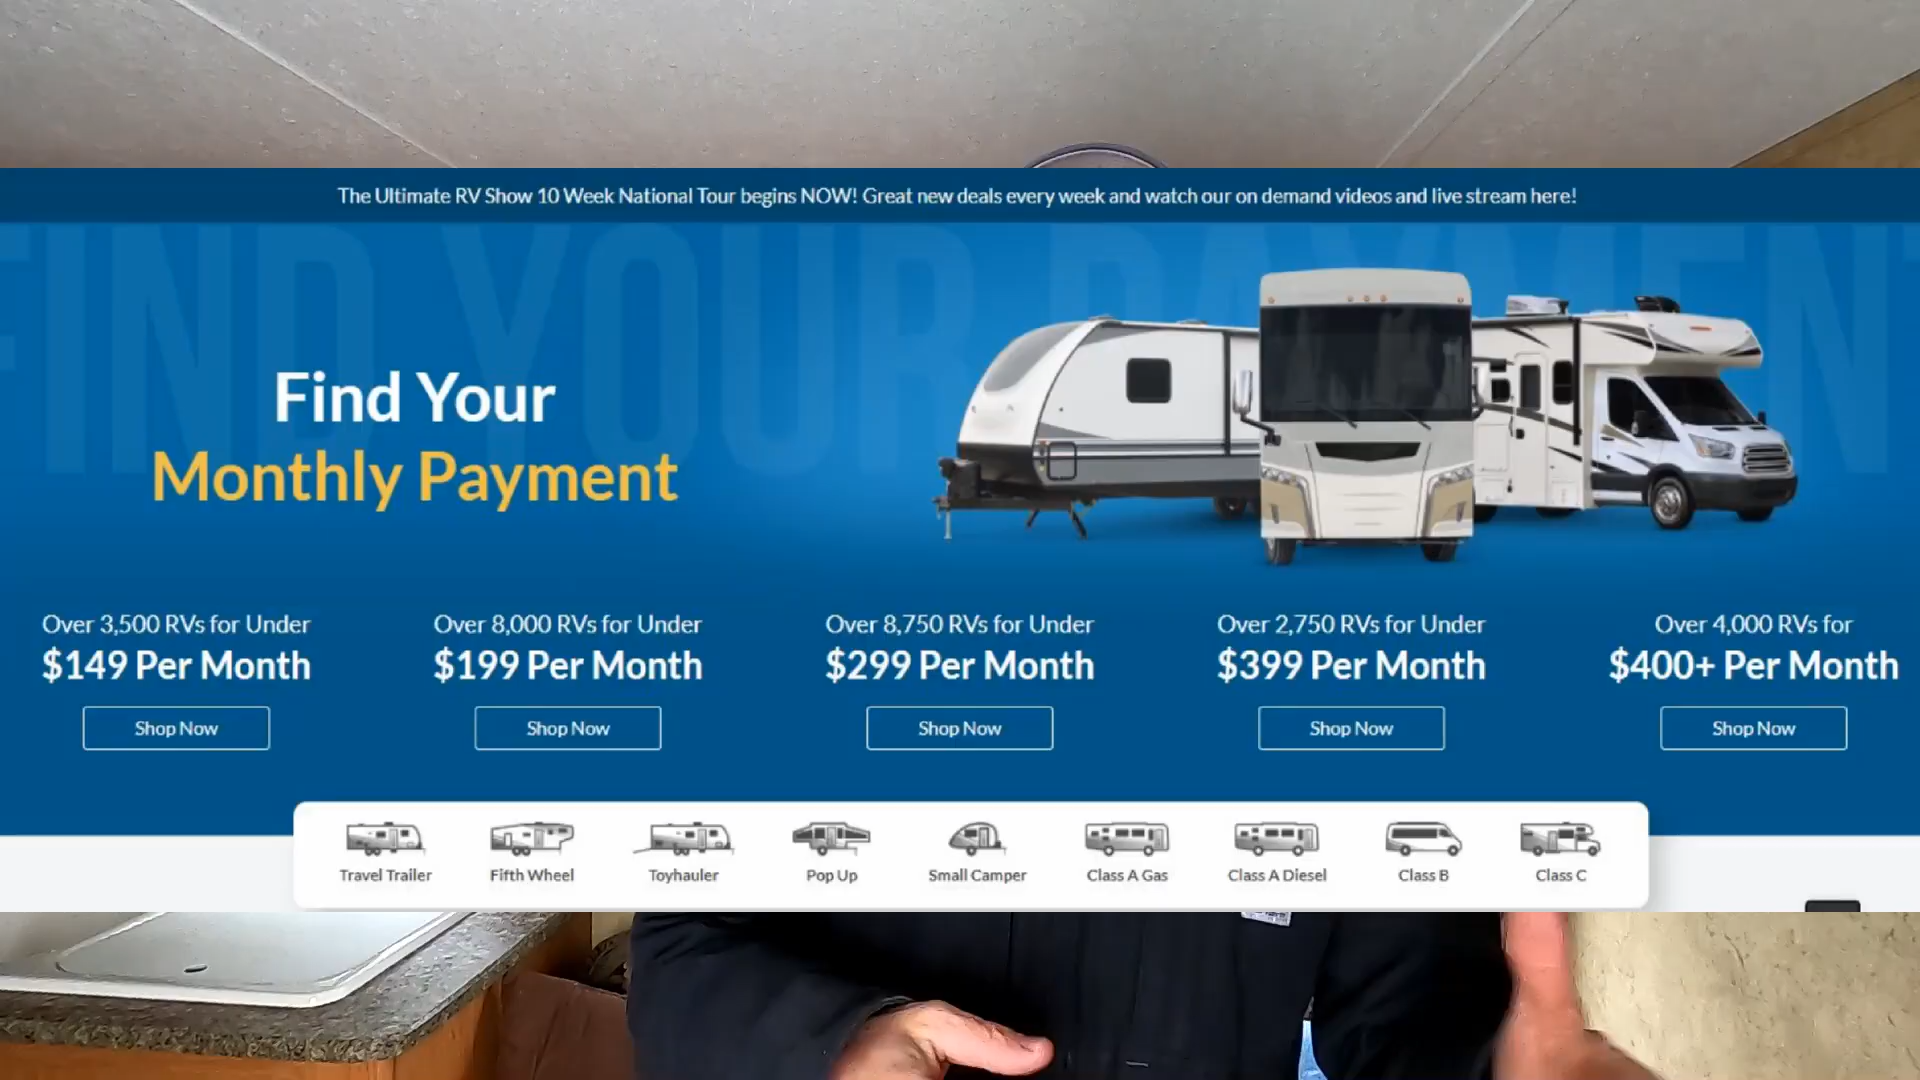 The Ultimate RV Show 10 Week National Tour begins NOW! Great new deals every week and watch our on demand videos and live stream here!
FIND YOUR PAYMENT
Find Your
Monthly Payment
Over 3,500 RVs for Under
$149 Per Month
Shop Now
Over 8,000 RVs for Under
$199 Per Month
Shop Now
Over 8,750 RVs for Under
$299 Per Month
Shop Now
Over 2,750 RVs for Under
$399 Per Month
Shop Now
Over 4,000 RVs for
$400+ Per Month
Shop Now
Travel Trailer
Fifth Wheel
Toyhauler
Pop Up
Small Camper
Class A Gas
Class A Diesel
Class B
Class C